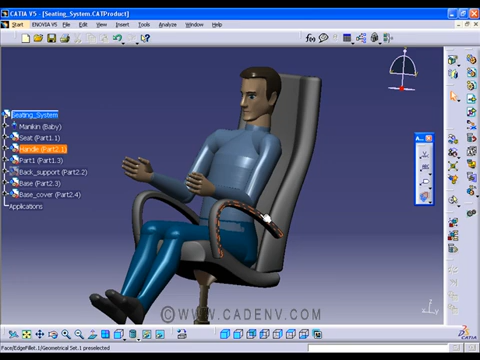 CATIA V5 - [Seating_System.CATProduct]
Start ENOVIA V5 File Edit View Insert Tools Analyze Window Help
f(x)
Seating_System
Manikin (Baby)
Seat (Part1.1)
Handle (Part2.1)
Part1 (Part1.3)
Back_support (Part2.2)
Base (Part2.3)
Base_cover (Part2.4)
Applications
A...
©WWW.CADENV.COM
CATIA
Face/EdgeFillet.1/Geometrical Set.1 preselected